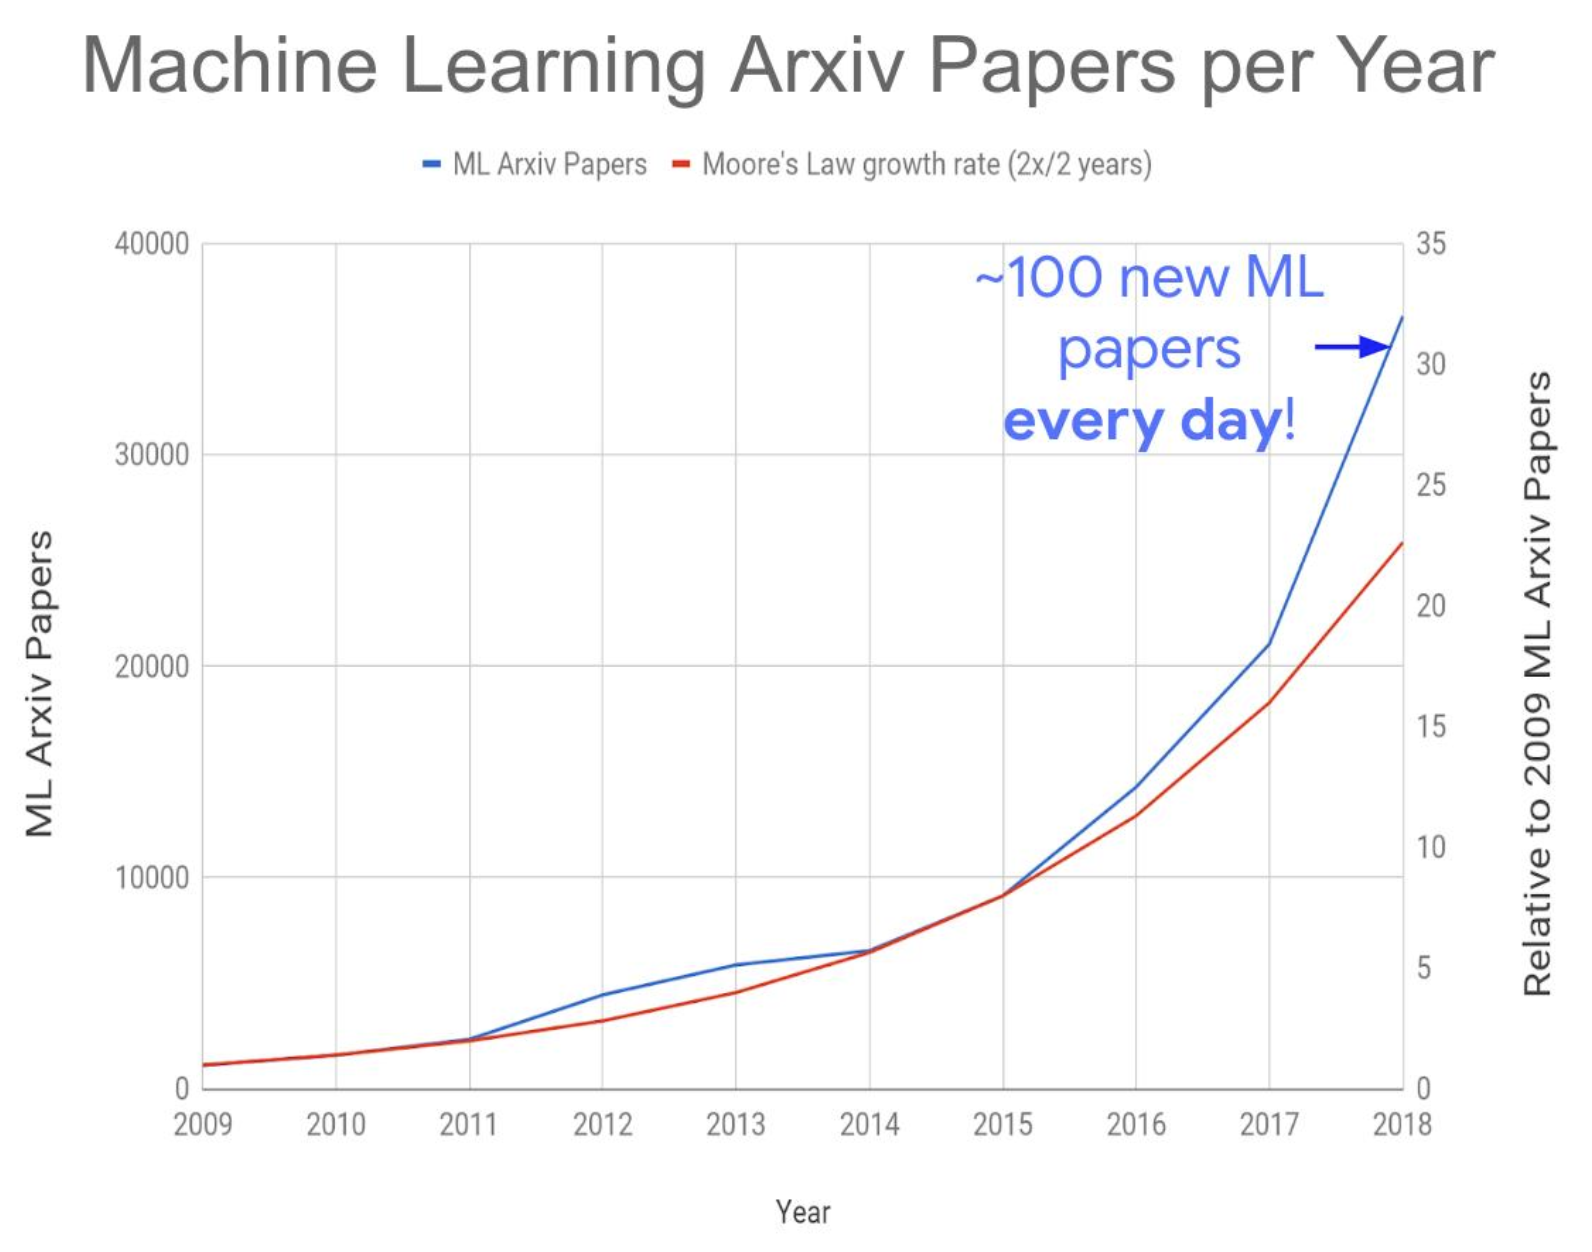 Machine Learning Arxiv Papers per Year
ML Arxiv Papers
Moore's Law growth rate (2x/2 years)
40000
30000
20000
10000
0
ML Arxiv Papers
~100 new ML
papers
every day!
35
30
25
20
15
10
5
0
Relative to 2009 ML Arxiv Papers
2009 2010 2011 2012 2013 2014 2015 2016 2017 2018
Year